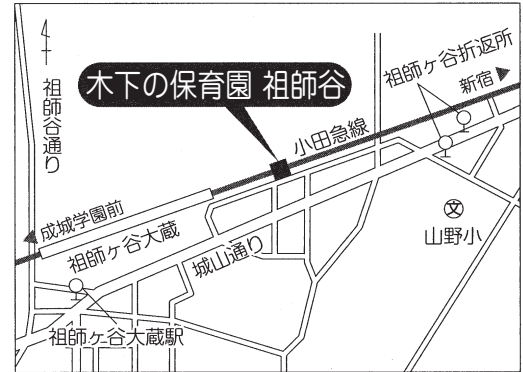 木下の保育園 祖師谷
祖師ヶ谷折返所
新宿
祖師谷通り
小田急線
成城学園前
祖師ヶ谷大蔵
城山通り
文
山野小
祖師ヶ谷大蔵駅